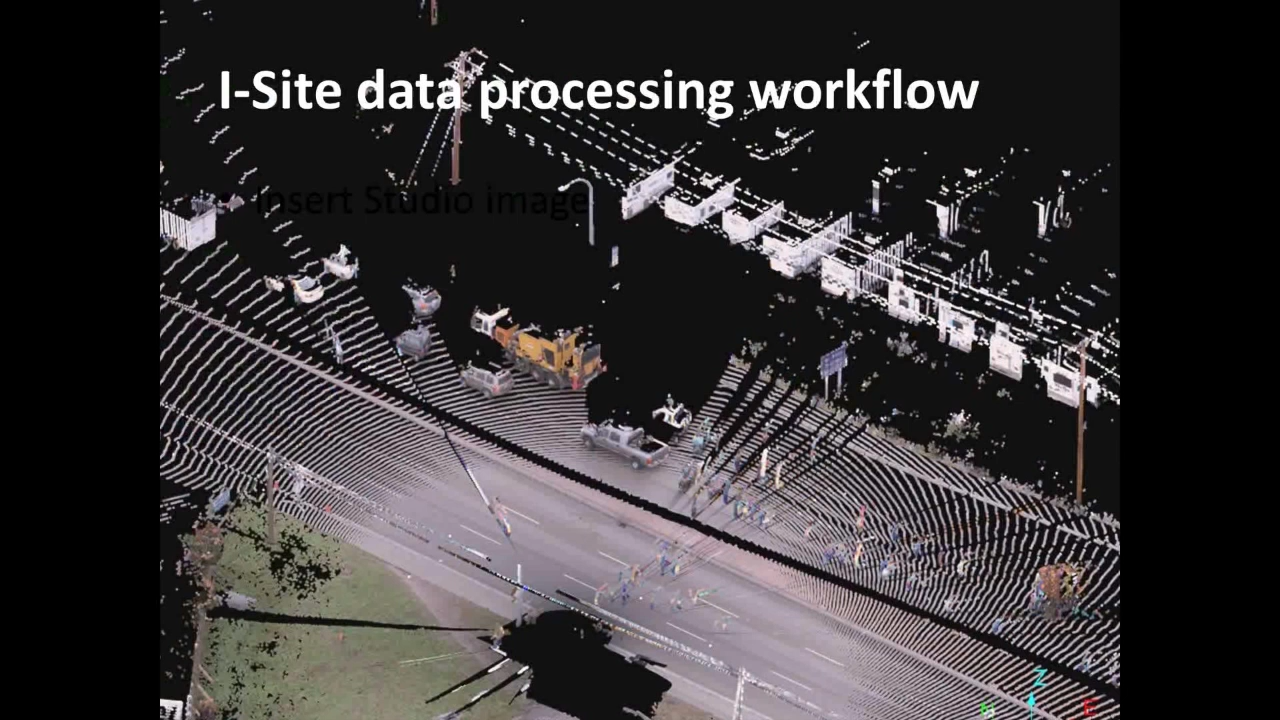 I-Site data processing workflow
• Insert Studio image
Z
N
E